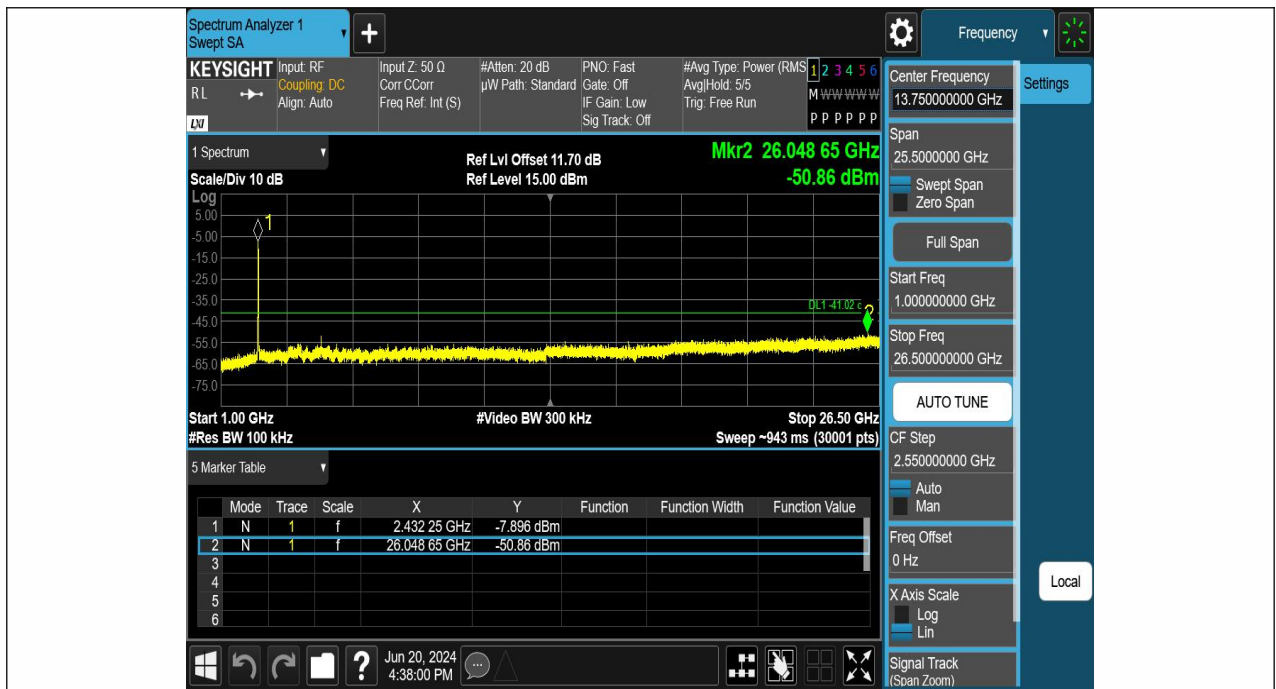 Spectrum Analyzer 1
Swept SA
+
Frequency
KEYSIGHT
RL
LXI
Input: RF
Coupling: DC
Align: Auto
Input Z: 50 Ω
Corr CCorr
Freq Ref: Int (S)
#Atten: 20 dB
µW Path: Standard
PNO: Fast
Gate: Off
IF Gain: Low
Sig Track: Off
#Avg Type: Power (RMS
Avg|Hold: 5/5
Trig: Free Run
1 2 3 4 5 6
M W W W W W
P P P P P P
1 Spectrum
Scale/Div 10 dB
Ref Lvl Offset 11.70 dB
Ref Level 15.00 dBm
Mkr2 26.048 65 GHz
-50.86 dBm
Log
5.00
-5.00
-15.0
-25.0
-35.0
-45.0
-55.0
-65.0
-75.0
1
DL1 -41.02 c
Start 1.00 GHz
#Video BW 300 kHz
Stop 26.50 GHz
#Res BW 100 kHz
Sweep ~943 ms (30001 pts)
5 Marker Table
Mode Trace Scale X Y Function Function Width Function Value
1 N 1 f 2.432 25 GHz -7.896 dBm
2 N 1 f 26.048 65 GHz -50.86 dBm
3
4
5
6
?
Jun 20, 2024
4:38:00 PM
Center Frequency
13.750000000 GHz
Settings
Span
25.5000000 GHz
Swept Span
Zero Span
Full Span
Start Freq
1.000000000 GHz
Stop Freq
26.500000000 GHz
AUTO TUNE
CF Step
2.550000000 GHz
Auto
Man
Freq Offset
0 Hz
X Axis Scale
Log
Lin
Signal Track
(Span Zoom)
Local